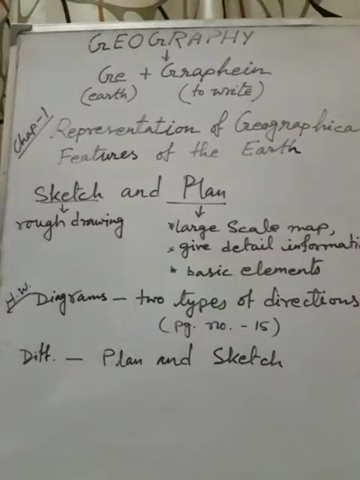 GEOGRAPHY
Ge + Graphein
(earth) (to write)
Chap-1
Representation of Geographica
Features of the Earth
Sketch and Plan
rough drawing
* large Scale map,
* give detail informati
* basic elements
H.W. Diagrams - two types of directions
(pg. no. - 15)
Diff. - Plan and Sketch